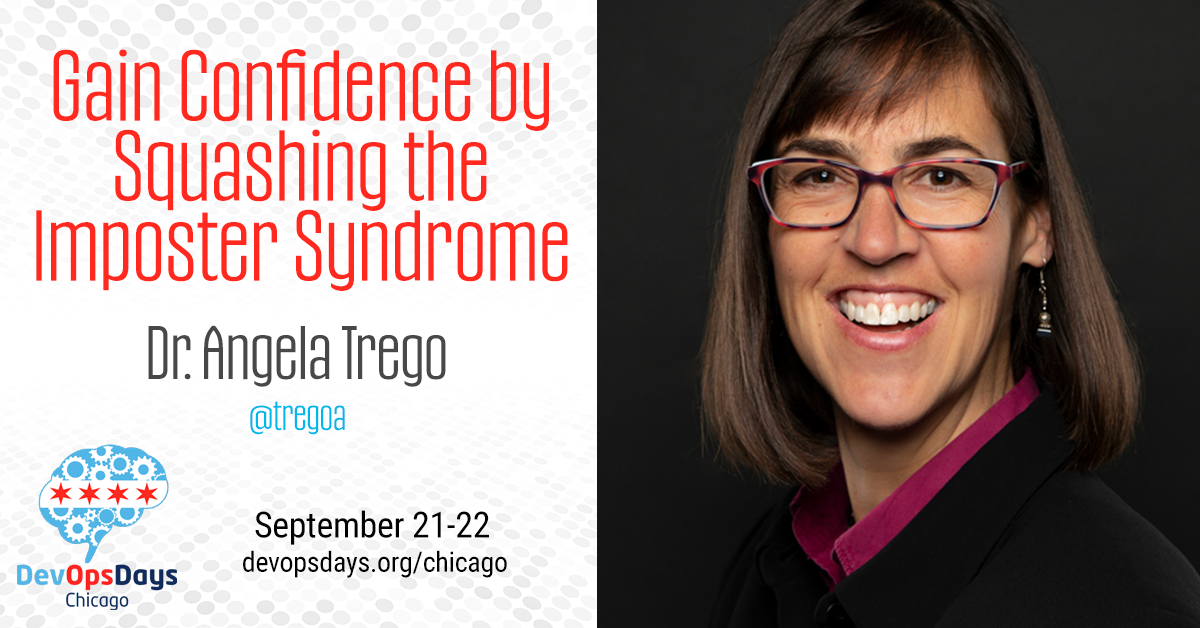 Gain Confidence by
Squashing the
Imposter Syndrome
Dr. Angela Trego
@tregoa
DevOpsDays
Chicago
September 21-22
devopsdays.org/chicago